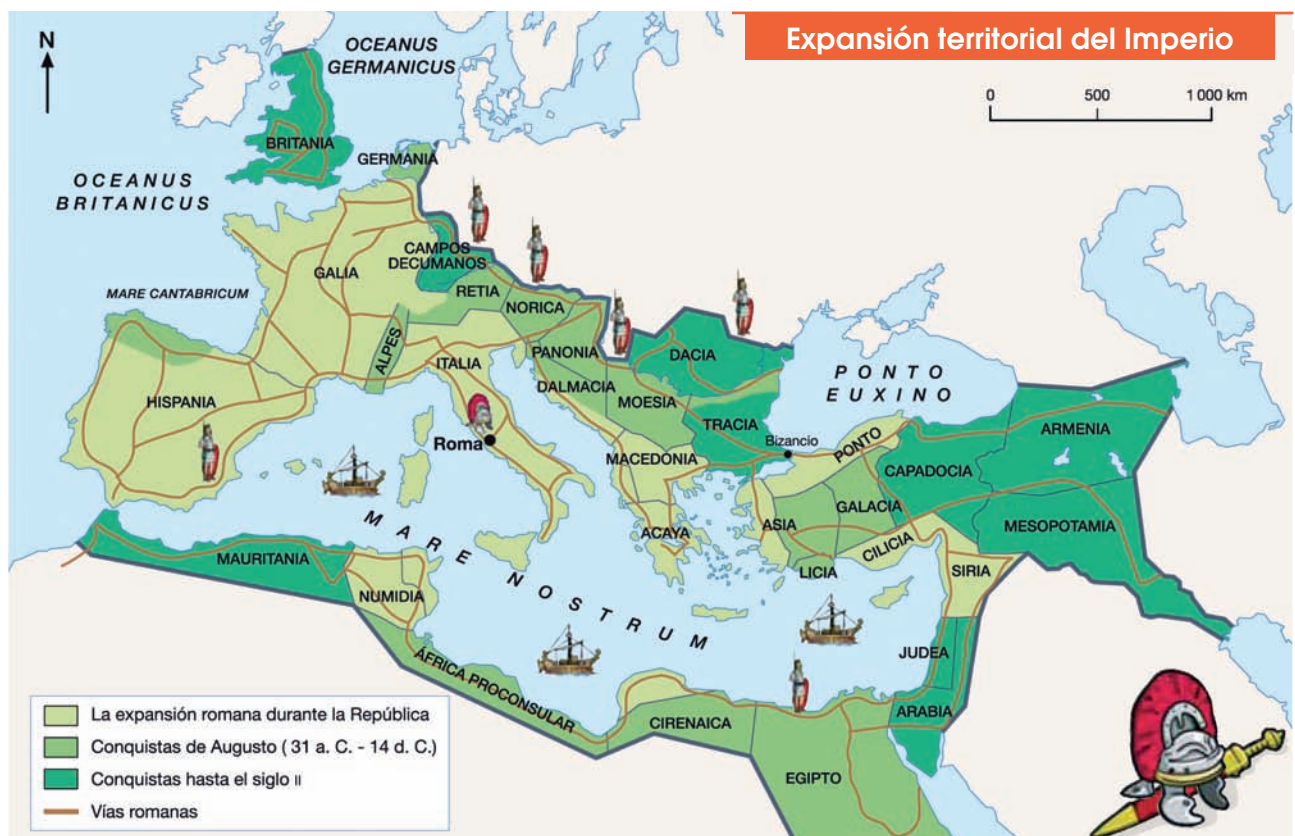 Expansión territorial del Imperio
N
0 500 1 000 km
OCEANUS
GERMANICUS
OCEANUS
BRITANICUS
BRITANIA
GERMANIA
MARE CANTABRICUM
GALIA
CAMPOS
DECUMANOS
RETIA
NORICA
ALPES
ITALIA
PANONIA
DALMACIA
DACIA
MOESIA
TRACIA
PONTO
EUXINO
HISPANIA
Roma
Bizancio
MACEDONIA
PONTO
ARMENIA
CAPADOCIA
GALACIA
ASIA
ACAYA
CILICIA
LICIA
MESOPOTAMIA
SIRIA
MAURITANIA
NUMIDIA
MARE NOSTRUM
JUDEA
ÁFRICA PROCONSULAR
CIRENAICA
ARABIA
EGIPTO
La expansión romana durante la República
Conquistas de Augusto ( 31 a. C. - 14 d. C.)
Conquistas hasta el siglo II
Vías romanas